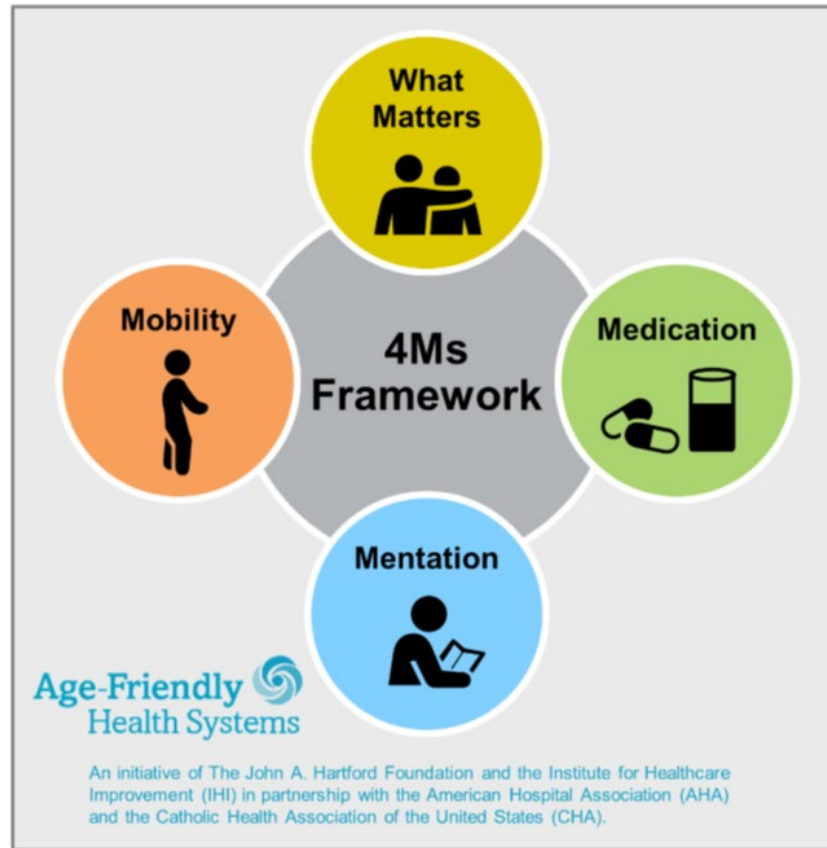 What
Matters
Mobility
4Ms
Framework
Medication
Mentation
Age-Friendly
Health Systems
An initiative of The John A. Hartford Foundation and the Institute for Healthcare
Improvement (IHI) in partnership with the American Hospital Association (AHA)
and the Catholic Health Association of the United States (CHA).